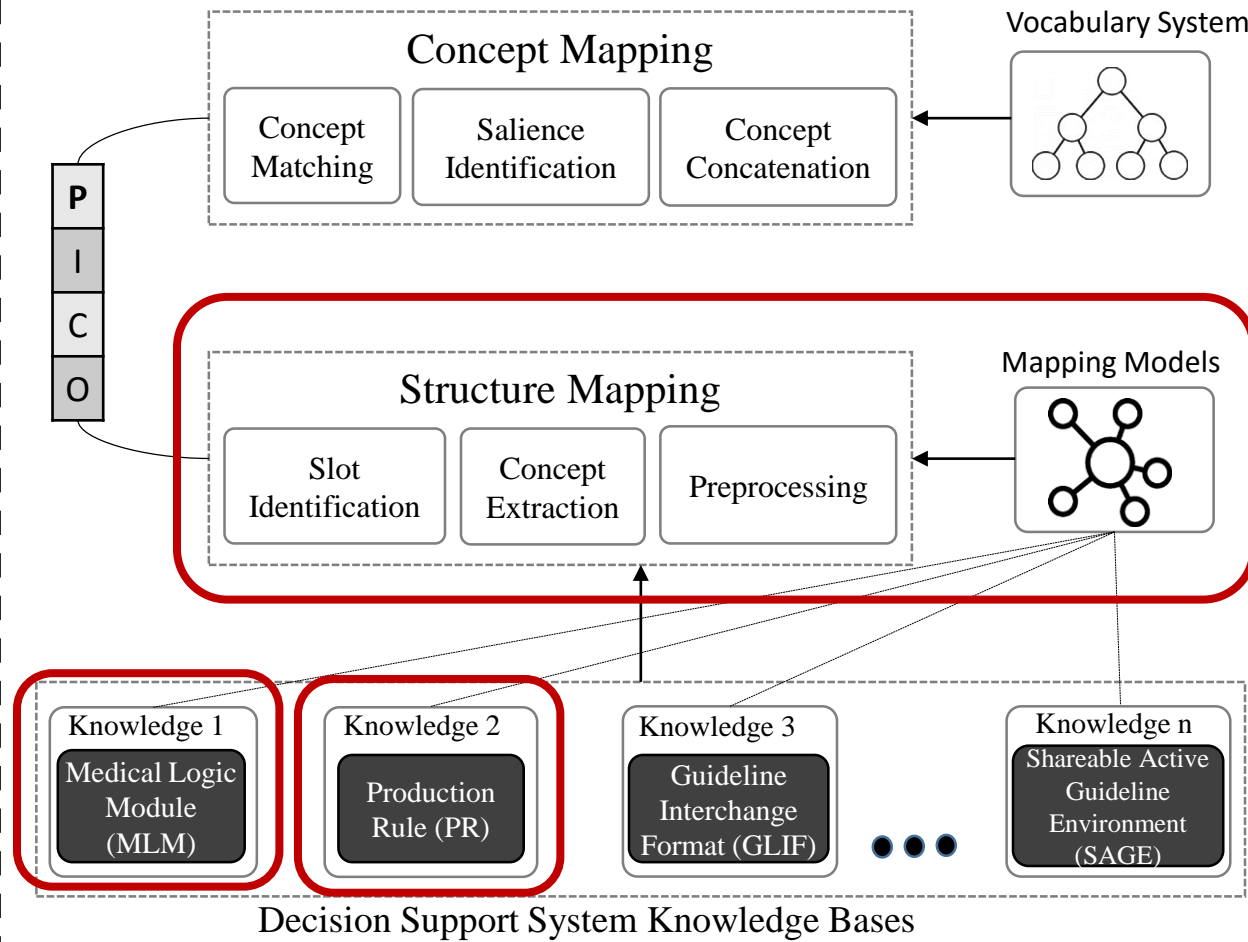 Vocabulary System
Concept Mapping
Concept
Matching
Salience
Identification
Concept
Concatenation
P
I
C
O
Mapping Models
Structure Mapping
Slot
Identification
Concept
Extraction
Preprocessing
Knowledge 1
Medical Logic
Module
(MLM)
Knowledge 2
Production
Rule (PR)
Knowledge 3
Guideline
Interchange
Format (GLIF)
Knowledge n
Shareable Active
Guideline
Environment
(SAGE)
Decision Support System Knowledge Bases